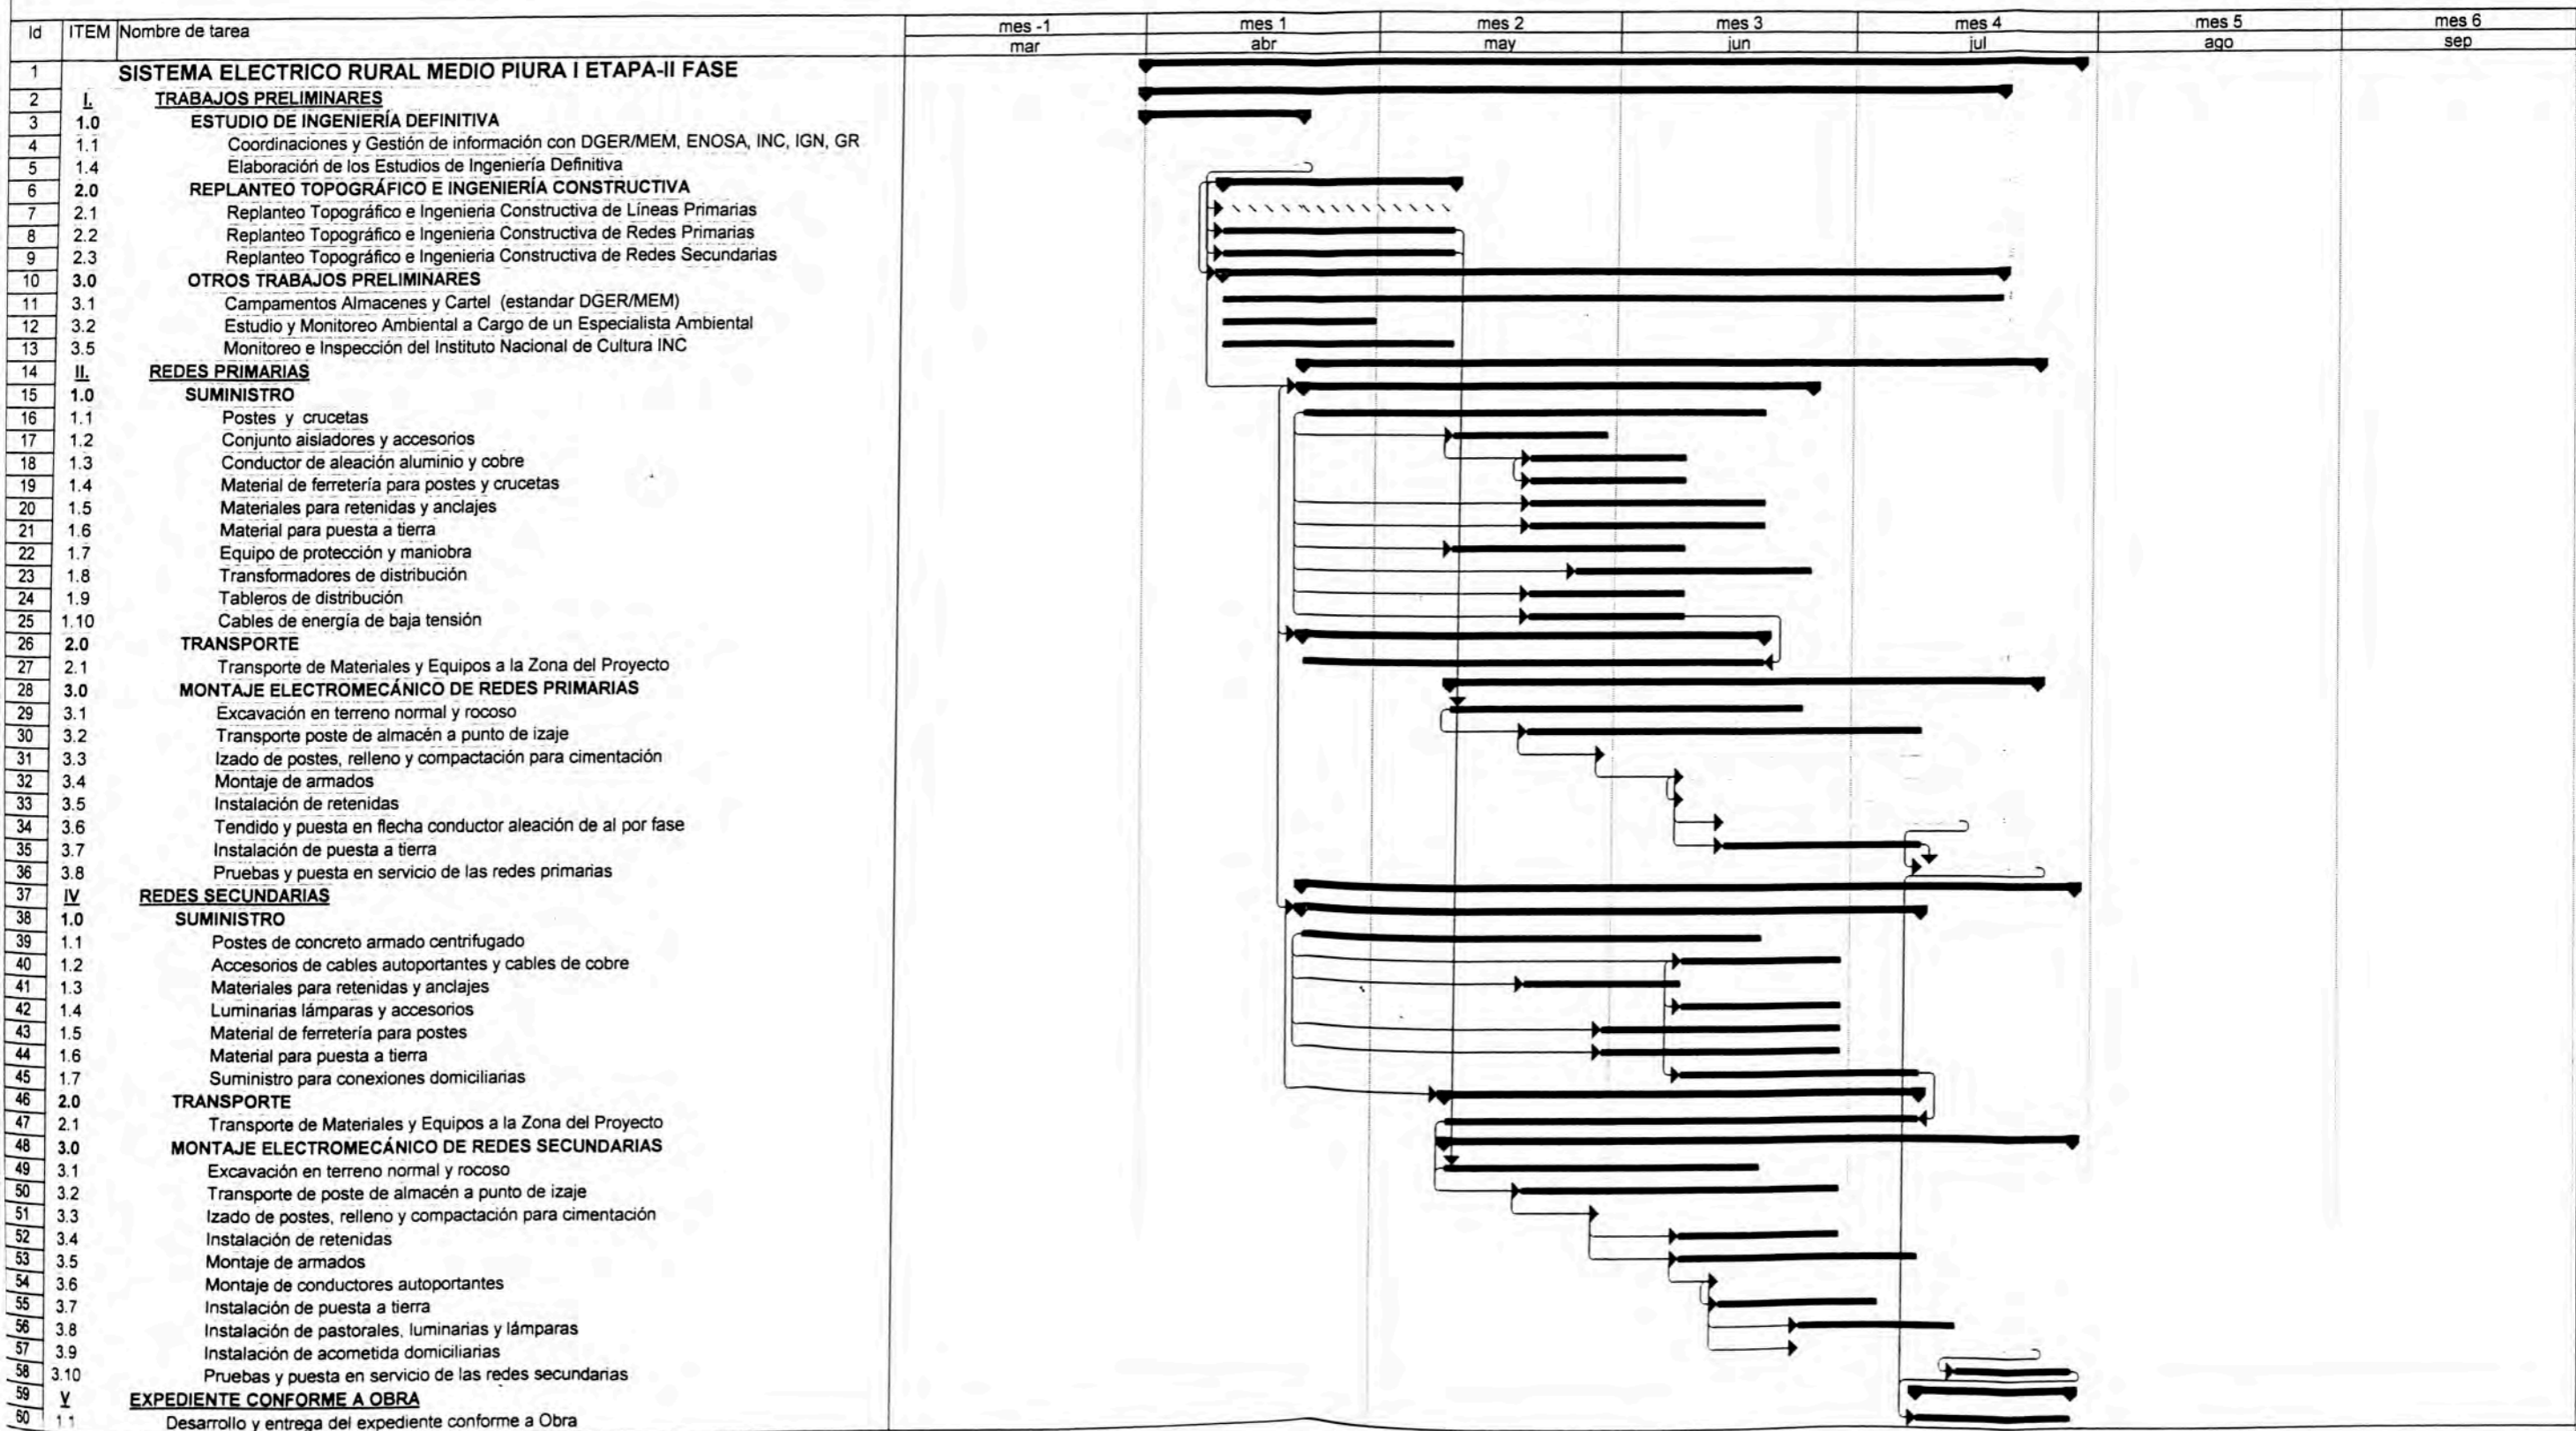 Id ITEM Nombre de tarea mes -1 mes 1 mes 2 mes 3 mes 4 mes 5 mes 6
mar abr may jun jul ago sep
1 SISTEMA ELECTRICO RURAL MEDIO PIURA I ETAPA-II FASE
2 I. TRABAJOS PRELIMINARES
3 1.0 ESTUDIO DE INGENIERÍA DEFINITIVA
4 1.1 Coordinaciones y Gestión de información con DGER/MEM, ENOSA, INC, IGN, GR
5 1.4 Elaboración de los Estudios de Ingeniería Definitiva
6 2.0 REPLANTEO TOPOGRÁFICO E INGENIERÍA CONSTRUCTIVA
7 2.1 Replanteo Topográfico e Ingenieria Constructiva de Líneas Primarias
8 2.2 Replanteo Topográfico e Ingenieria Constructiva de Redes Primarias
9 2.3 Replanteo Topográfico e Ingenieria Constructiva de Redes Secundarias
10 3.0 OTROS TRABAJOS PRELIMINARES
11 3.1 Campamentos Almacenes y Cartel (estandar DGER/MEM)
12 3.2 Estudio y Monitoreo Ambiental a Cargo de un Especialista Ambiental
13 3.5 Monitoreo e Inspección del Instituto Nacional de Cultura INC
14 II. REDES PRIMARIAS
15 1.0 SUMINISTRO
16 1.1 Postes y crucetas
17 1.2 Conjunto aisladores y accesorios
18 1.3 Conductor de aleación aluminio y cobre
19 1.4 Material de ferretería para postes y crucetas
20 1.5 Materiales para retenidas y anclajes
21 1.6 Material para puesta a tierra
22 1.7 Equipo de protección y maniobra
23 1.8 Transformadores de distribución
24 1.9 Tableros de distribución
25 1.10 Cables de energía de baja tensión
26 2.0 TRANSPORTE
27 2.1 Transporte de Materiales y Equipos a la Zona del Proyecto
28 3.0 MONTAJE ELECTROMECÁNICO DE REDES PRIMARIAS
29 3.1 Excavación en terreno normal y rocoso
30 3.2 Transporte poste de almacén a punto de izaje
31 3.3 Izado de postes, relleno y compactación para cimentación
32 3.4 Montaje de armados
33 3.5 Instalación de retenidas
34 3.6 Tendido y puesta en flecha conductor aleación de al por fase
35 3.7 Instalación de puesta a tierra
36 3.8 Pruebas y puesta en servicio de las redes primarias
37 IV REDES SECUNDARIAS
38 1.0 SUMINISTRO
39 1.1 Postes de concreto armado centrifugado
40 1.2 Accesorios de cables autoportantes y cables de cobre
41 1.3 Materiales para retenidas y anclajes
42 1.4 Luminarias lámparas y accesorios
43 1.5 Material de ferretería para postes
44 1.6 Material para puesta a tierra
45 1.7 Suministro para conexiones domiciliarias
46 2.0 TRANSPORTE
47 2.1 Transporte de Materiales y Equipos a la Zona del Proyecto
48 3.0 MONTAJE ELECTROMECÁNICO DE REDES SECUNDARIAS
49 3.1 Excavación en terreno normal y rocoso
50 3.2 Transporte de poste de almacén a punto de izaje
51 3.3 Izado de postes, relleno y compactación para cimentación
52 3.4 Instalación de retenidas
53 3.5 Montaje de armados
54 3.6 Montaje de conductores autoportantes
55 3.7 Instalación de puesta a tierra
56 3.8 Instalación de pastorales, luminarias y lámparas
57 3.9 Instalación de acometida domiciliarias
58 3.10 Pruebas y puesta en servicio de las redes secundarias
59 V EXPEDIENTE CONFORME A OBRA
60 1.1 Desarrollo y entrega del expediente conforme a Obra